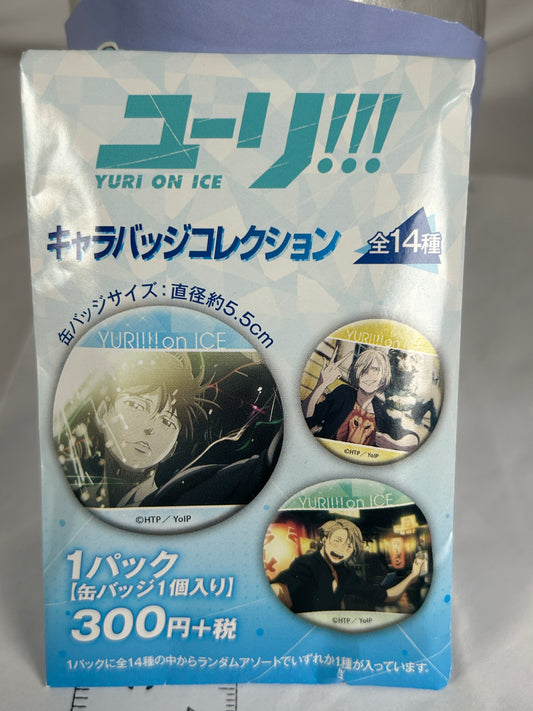 ユーリ!!!
YURI ON ICE
キャラバッジコレクション
全14種
缶バッジサイズ：直径約5.5cm
YURI!!! on ICE
©HTP／YoIP
YURI!!! on ICE
©HTP／YoIP
YURI!!! on ICE
©HTP／YoIP
1パック
【缶バッジ1個入り】
300円+税
1パックに全14種の中からランダムアソートでいずれか1種が入っています。